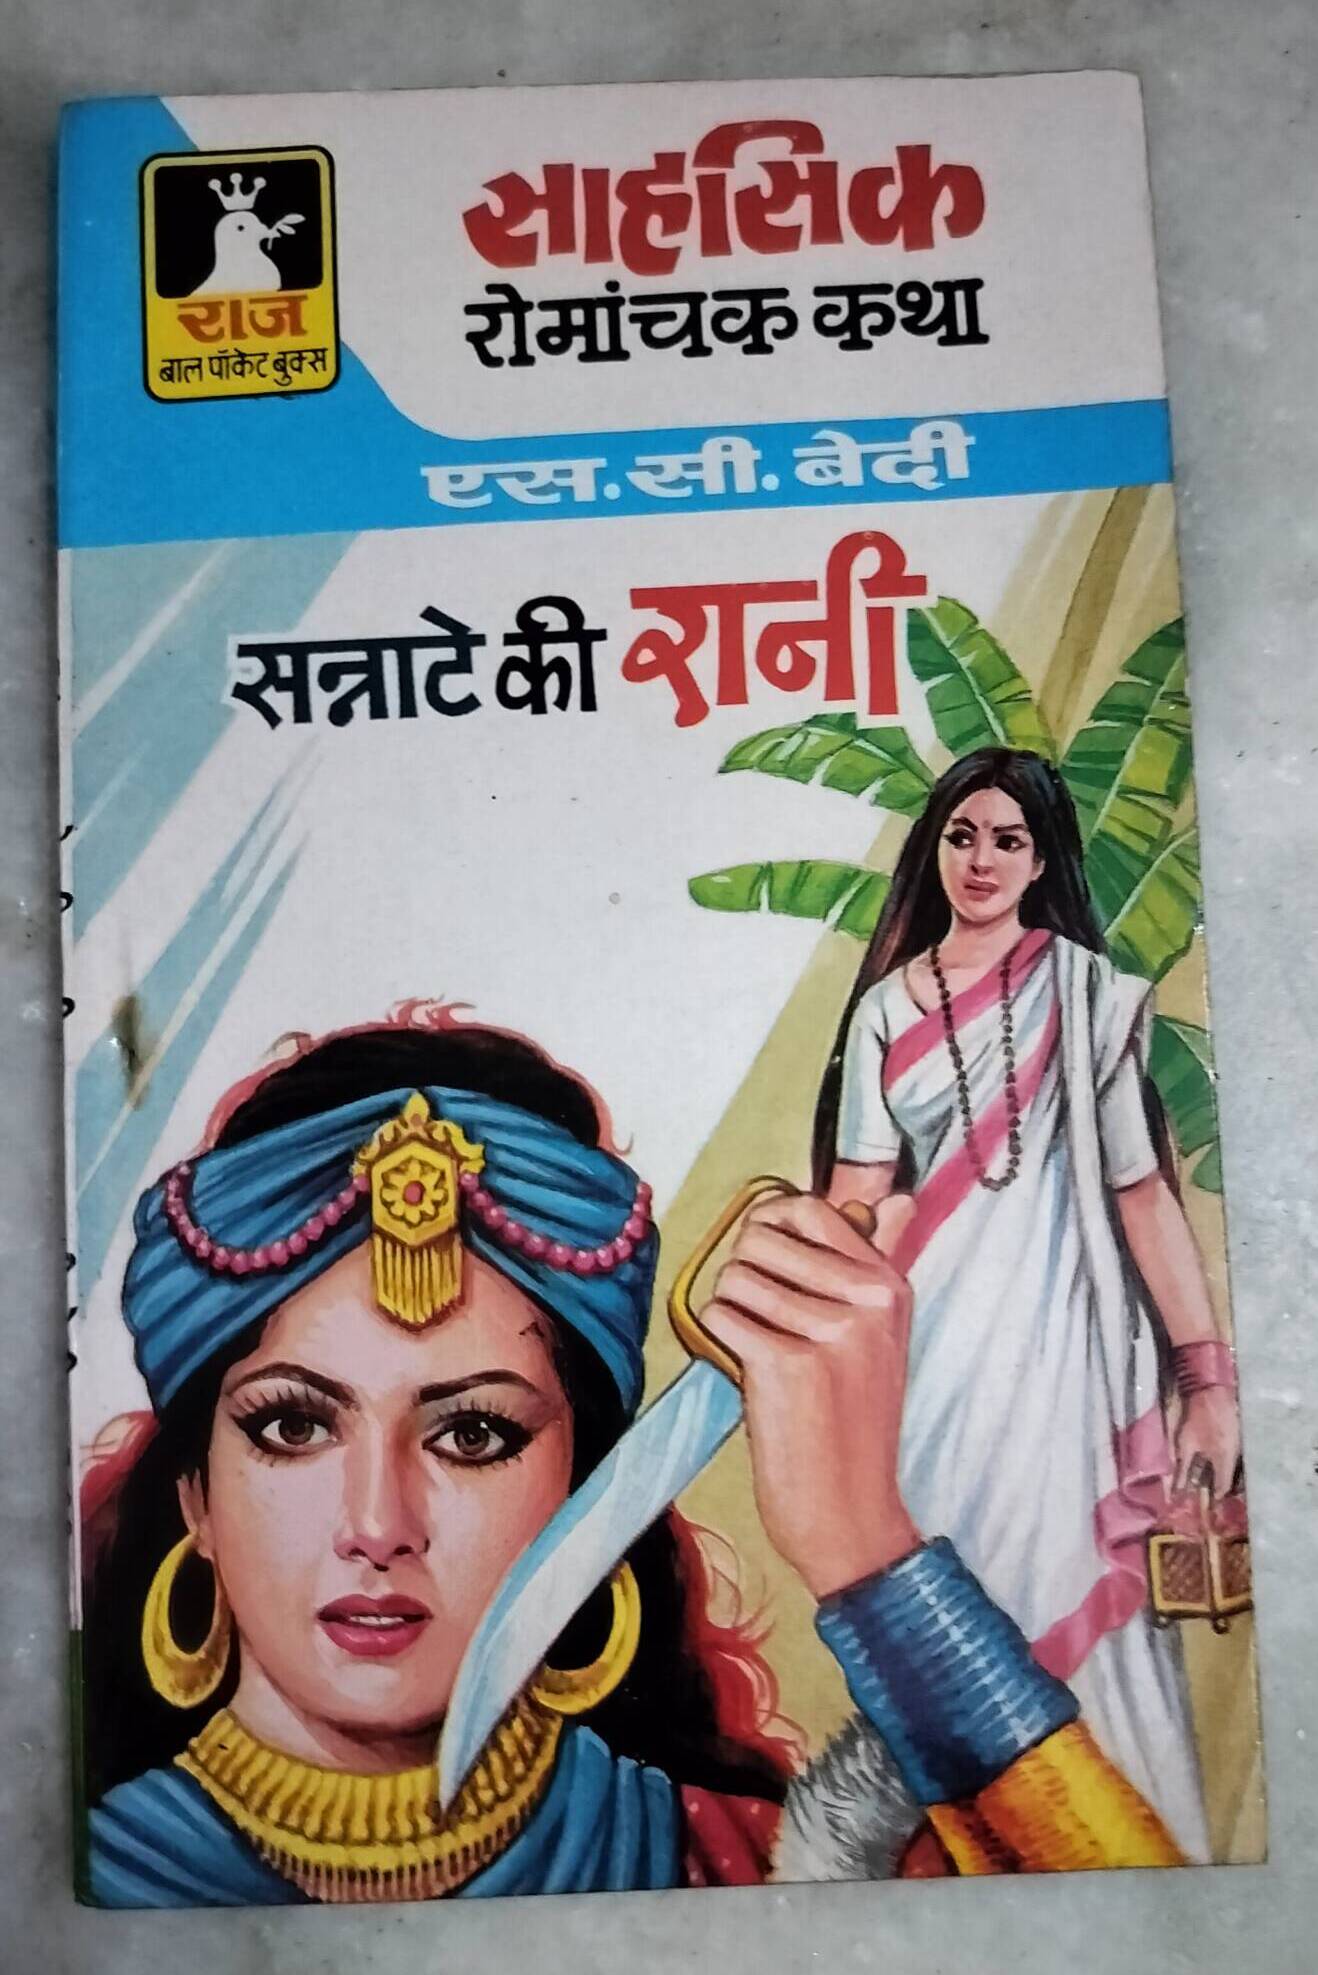 साहसिक
रोमांचक कथा
राज
बाल पॉकेट बुक्स
एस.सी.बेदी
सन्नाटे की रानी